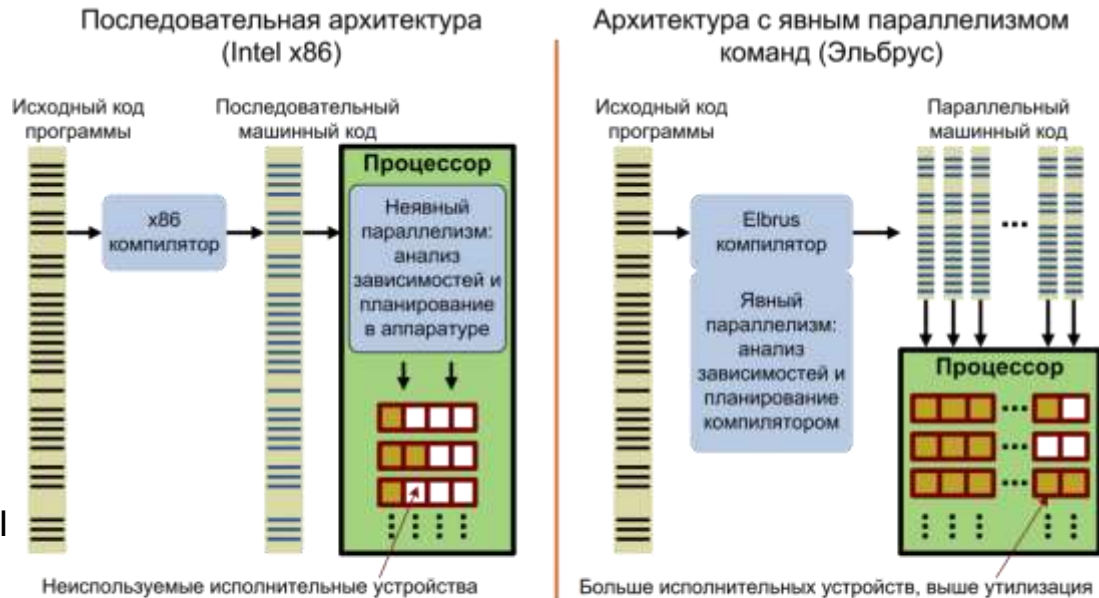 Последовательная архитектура
(Intel x86)
Исходный код
программы
Последовательный
машинный код
x86
компилятор
Процессор
Неявный
параллелизм:
анализ
зависимостей и
планирование
в аппаратуре
Неиспользуемые исполнительные устройства
Архитектура с явным параллелизмом
команд (Эльбрус)
Исходный код
программы
Параллельный
машинный код
Elbrus
компилятор
Явный
параллелизм:
анализ
зависимостей и
планирование
компилятором
Процессор
Больше исполнительных устройств, выше утилизация